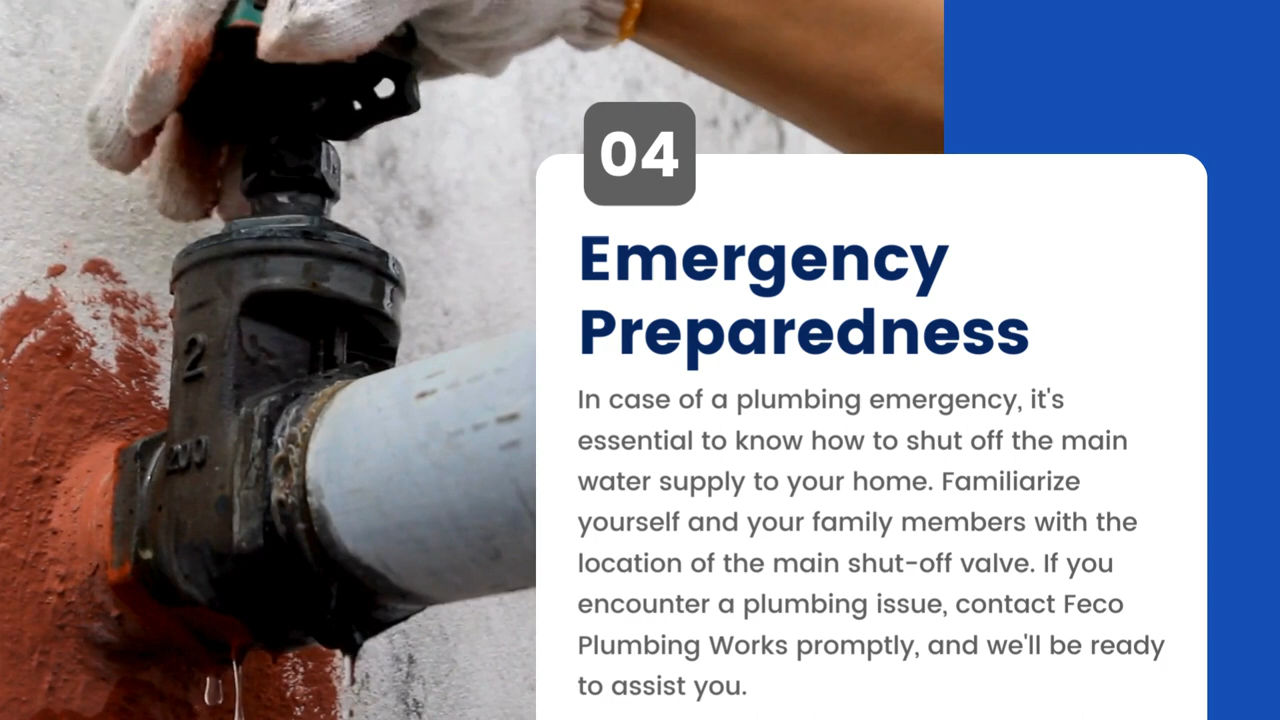 04
Emergency
Preparedness
In case of a plumbing emergency, it's
essential to know how to shut off the main
water supply to your home. Familiarize
yourself and your family members with the
location of the main shut-off valve. If you
encounter a plumbing issue, contact Feco
Plumbing Works promptly, and we'll be ready
to assist you.
2
200